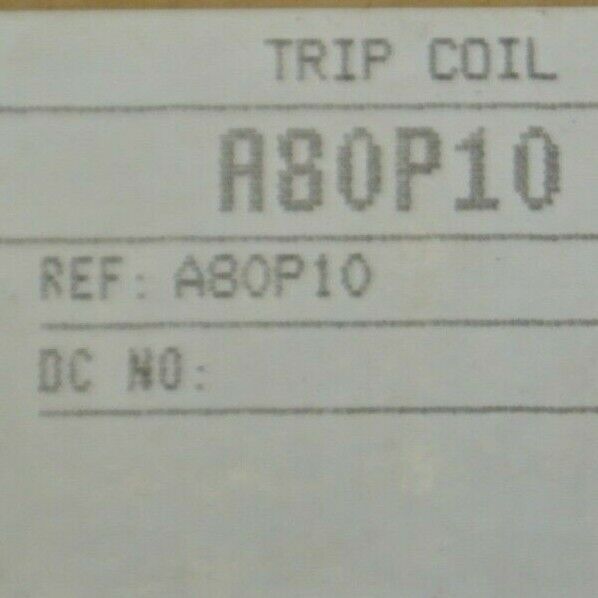 TRIP COIL
A80P10
REF: A80P10
DC NO: